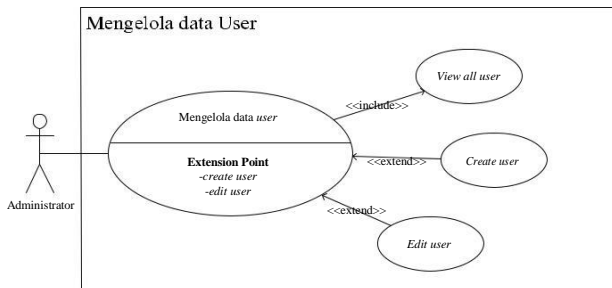 Mengelola data User
View all user
<<include>>
Mengelola data user
Extension Point
-create user
-edit user
<<extend>>
Create user
<<extend>>
Edit user
Administrator